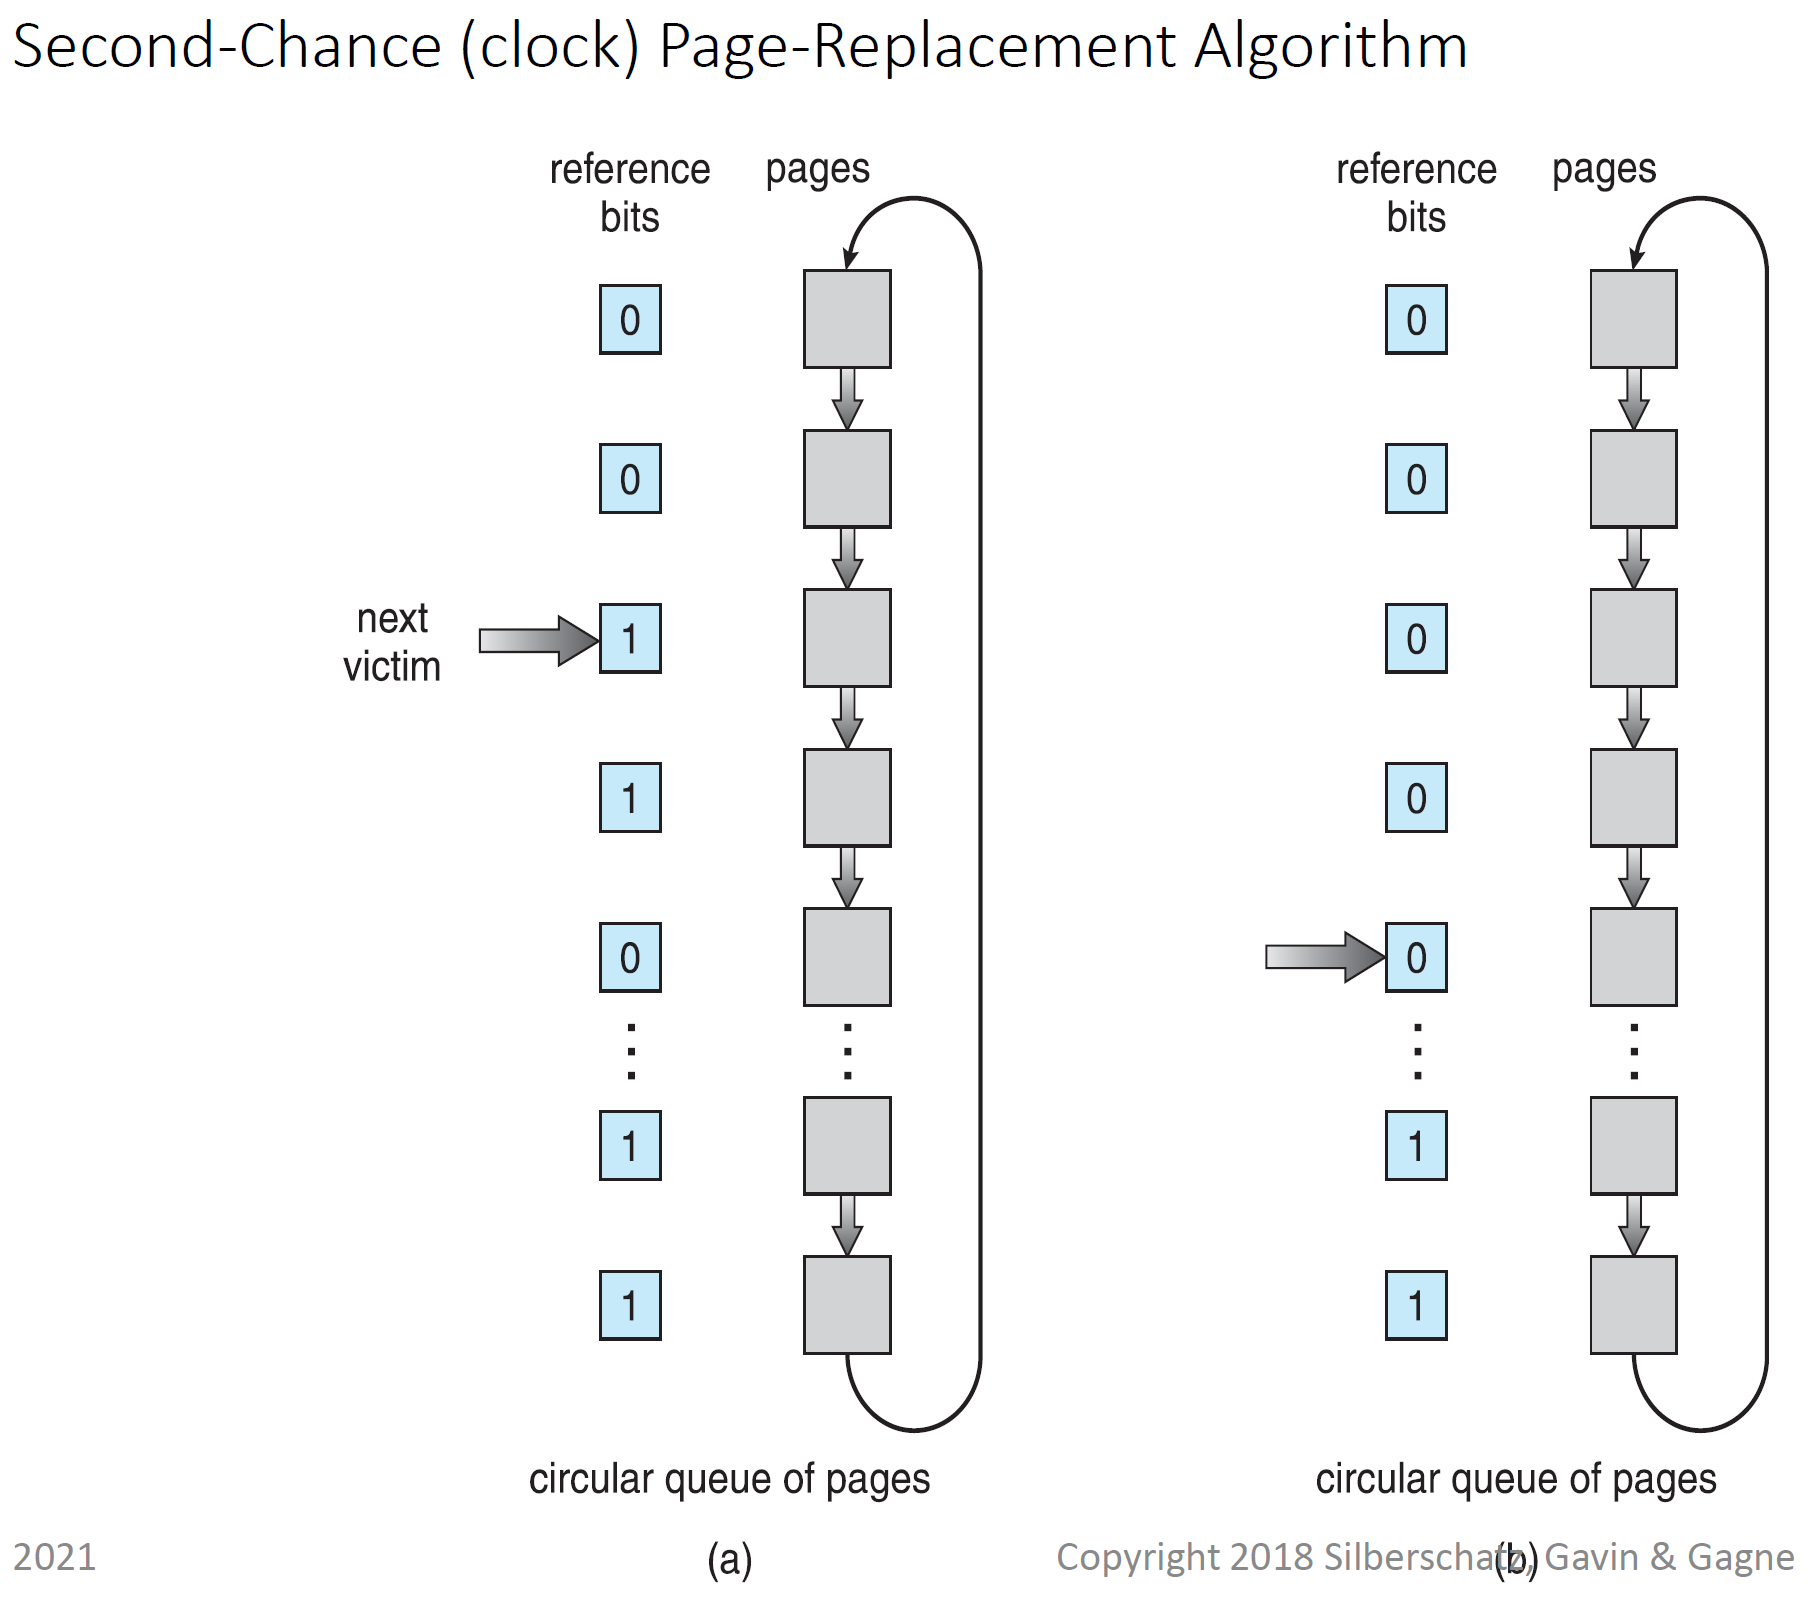 Second-Chance (clock) Page-Replacement Algorithm
reference bits
pages
0
0
next victim
1
1
0
1
1
circular queue of pages
(a)
reference bits
pages
0
0
0
0
0
1
1
circular queue of pages
(b)
2021
Copyright 2018 Silberschatz, Gavin & Gagne